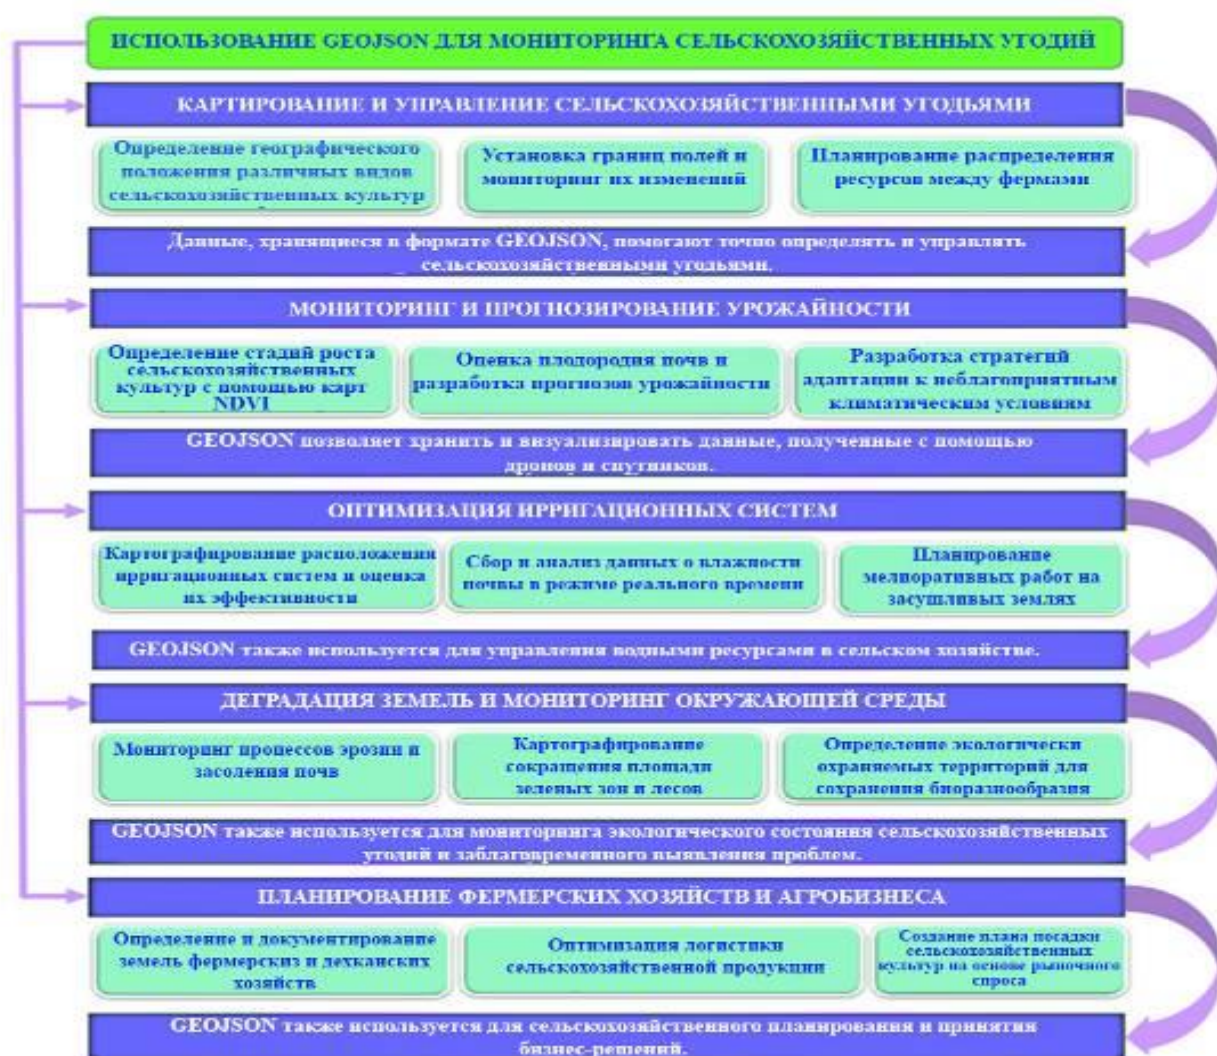 ИСПОЛЬЗОВАНИЕ GEOJSON ДЛЯ МОНИТОРИНГА СЕЛЬСКОХОЗЯЙСТВЕННЫХ УГОДИЙ
КАРТИРОВАНИЕ И УПРАВЛЕНИЕ СЕЛЬСКОХОЗЯЙСТВЕННЫМИ УГОДЬЯМИ
Определение географического
положения различных видов
сельскохозяйственных культур
Установка границ полей и
мониторинг их изменений
Планирование распределения
ресурсов между фермами
Данные, хранящиеся в формате GEOJSON, помогают точно определять и управлять
сельскохозяйственными угодьями.
МОНИТОРИНГ И ПРОГНОЗИРОВАНИЕ УРОЖАЙНОСТИ
Определение стадий роста
сельскохозяйственных
культур с помощью карт
NDVI
Оценка плодородия почв и
разработка прогнозов урожайности
Разработка стратегий
адаптации к неблагоприятным
климатическим условиям
GEOJSON позволяет хранить и визуализировать данные, полученные с помощью
дронов и спутников.
ОПТИМИЗАЦИЯ ИРРИГАЦИОННЫХ СИСТЕМ
Картографирование расположения
ирригационных систем и оценка
их эффективности
Сбор и анализ данных о влажности
почвы в режиме реального времени
Планирование
мелиоративных работ на
засушливых землях
GEOJSON также используется для управления водными ресурсами в сельском хозяйстве.
ДЕГРАДАЦИЯ ЗЕМЕЛЬ И МОНИТОРИНГ ОКРУЖАЮЩЕЙ СРЕДЫ
Мониторинг процессов эрозии и
засоления почв
Картографирование
сокращения площади
зеленых зон и лесов
Определение экологически
охраняемых территорий для
сохранения биоразнообразия
GEOJSON также используется для мониторинга экологического состояния сельскохозяйственных
угодий и заблаговременного выявления проблем.
ПЛАНИРОВАНИЕ ФЕРМЕРСКИХ ХОЗЯЙСТВ И АГРОБИЗНЕСА
Определение и документирование
земель фермерскиз и дехканских
хозяйств
Оптимизация логистики
сельскохозяйственной продукции
Создание плана посадки
сельскохозяйственных
культур на основе рыночного
спроса
GEOJSON также используется для сельскохозяйственного планирования и принятия
бизнес-решений.